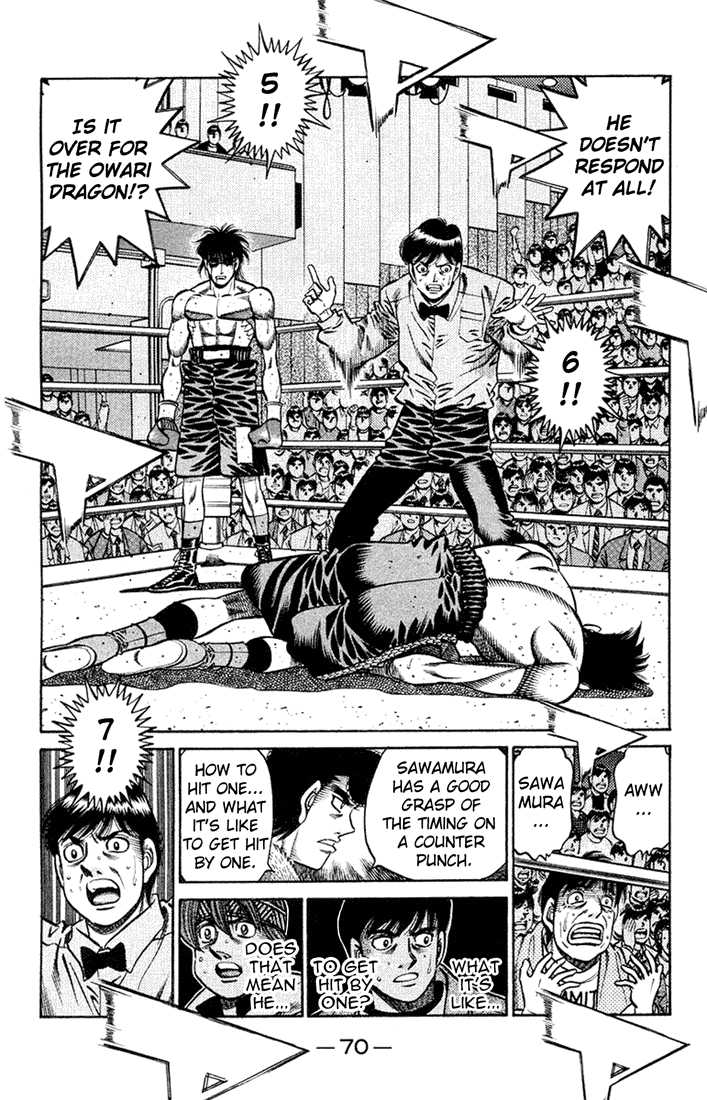 HE
DOESN'T
RESPOND
AT ALL!
5
!!
IS IT
OVER FOR
THE OWARI
DRAGON!?
6
!!
AWW
...
SAWA
MURA
...
SAWAMURA
HAS A GOOD
GRASP OF
THE TIMING ON
A COUNTER
PUNCH.
HOW TO
HIT ONE...
AND WHAT
IT'S LIKE
TO GET HIT
BY ONE.
7
!!
WHAT
IT'S
LIKE...
TO GET
HIT BY
ONE?
DOES
THAT
MEAN
HE...
AMIT
— 70 —